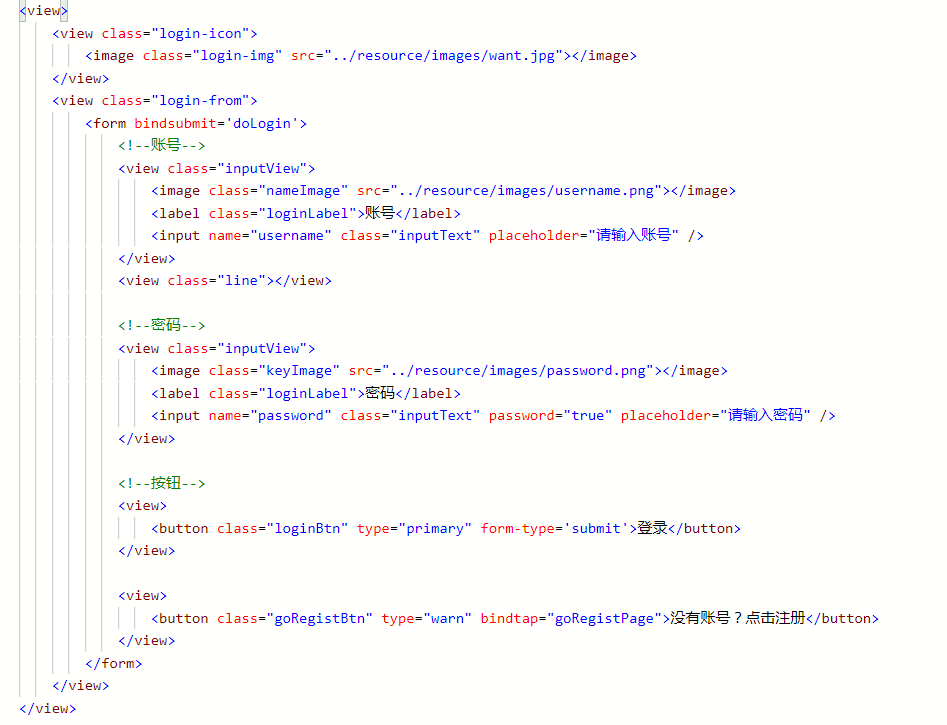 <view>
<view class="login-icon">
<image class="login-img" src="../resource/images/want.jpg"></image>
</view>
<view class="login-from">
<form bindsubmit='doLogin'>
<!--账号-->
<view class="inputView">
<image class="nameImage" src="../resource/images/username.png"></image>
<label class="loginLabel">账号</label>
<input name="username" class="inputText" placeholder="请输入账号" />
</view>
<view class="line"></view>
<!--密码-->
<view class="inputView">
<image class="keyImage" src="../resource/images/password.png"></image>
<label class="loginLabel">密码</label>
<input name="password" class="inputText" password="true" placeholder="请输入密码" />
</view>
<!--按钮-->
<view>
<button class="loginBtn" type="primary" form-type='submit'>登录</button>
</view>
<view>
<button class="goRegistBtn" type="warn" bindtap="goRegistPage">没有账号？点击注册</button>
</view>
</form>
</view>
</view>